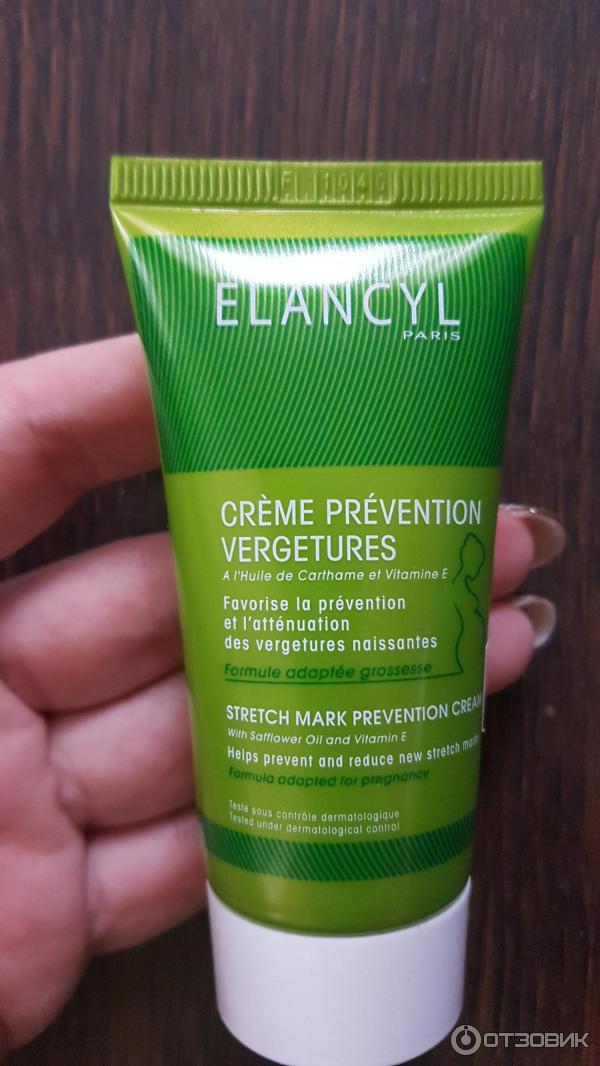 F 1040
ELANCYL
PARIS
CRÈME PRÉVENTION
VERGETURES
A l'Huile de Carthame et Vitamine E
Favorise la prévention
et l'atténuation
des vergetures naissantes
Formule adaptée grossesse
STRETCH MARK PREVENTION CREAM
With Safflower Oil and Vitamin E
Helps prevent and reduce new stretch marks
Formula adapted for pregnancy
Testé sous contrôle dermatologique
Tested under dermatological control
ОТЗОВИК